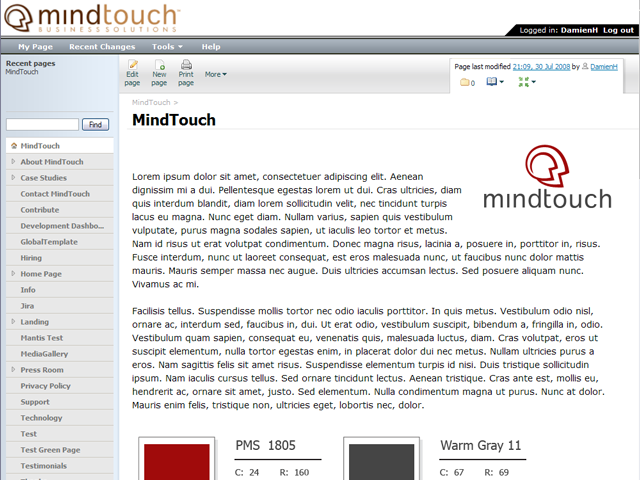 mindtouch
BUSINESS SOLUTIONS
Logged in: DamienH Log out
My Page Recent Changes Tools Help
Recent pages
MindTouch
Find
Edit page
New page
Print page
More
Page last modified 21:09, 30 Jul 2008 by DamienH
0
MindTouch >
MindTouch
MindTouch
About MindTouch
Case Studies
Contact MindTouch
Contribute
Development Dashbo...
GlobalTemplate
Hiring
Home Page
Info
Jira
Landing
Mantis Test
MediaGallery
Press Room
Privacy Policy
Support
Technology
Test
Test Green Page
Testimonials
mindtouch
Lorem ipsum dolor sit amet, consectetuer adipiscing elit. Aenean
dignissim mi a dui. Pellentesque egestas lorem ut dui. Cras ultricies, diam
quis interdum blandit, diam lorem sollicitudin velit, nec tincidunt turpis
lacus eu magna. Nunc eget diam. Nullam varius, sapien quis vestibulum
vulputate, purus magna sodales sapien, ut iaculis leo tortor et metus.
Nam id risus ut erat volutpat condimentum. Donec magna risus, lacinia a, posuere in, porttitor in, risus.
Fusce interdum, nunc ut laoreet consequat, est eros malesuada nunc, ut faucibus nunc dolor mattis
mauris. Mauris semper massa nec augue. Duis ultricies accumsan lectus. Sed posuere aliquam nunc.
Vivamus ac mi.
Facilisis tellus. Suspendisse mollis tortor nec odio iaculis porttitor. In quis metus. Vestibulum odio nisl,
ornare ac, interdum sed, faucibus in, dui. Ut erat odio, vestibulum suscipit, bibendum a, fringilla in, odio.
Vestibulum quam sapien, consequat eu, venenatis quis, malesuada luctus, diam. Cras volutpat, eros ut
suscipit elementum, nulla tortor egestas enim, in placerat dolor dui nec metus. Nullam ultricies purus a
eros. Nam sagittis felis sit amet risus. Suspendisse elementum turpis id nisi. Duis tristique sollicitudin
ipsum. Nam iaculis cursus tellus. Sed ornare tincidunt lectus. Aenean tristique. Cras ante est, mollis eu,
hendrerit ac, ornare sit amet, justo. Sed elementum. Nulla condimentum magna ut purus. Nunc at dolor.
Mauris enim felis, tristique non, ultricies eget, lobortis nec, dolor.
PMS 1805
C: 24 R: 160
Warm Gray 11
C: 67 R: 69